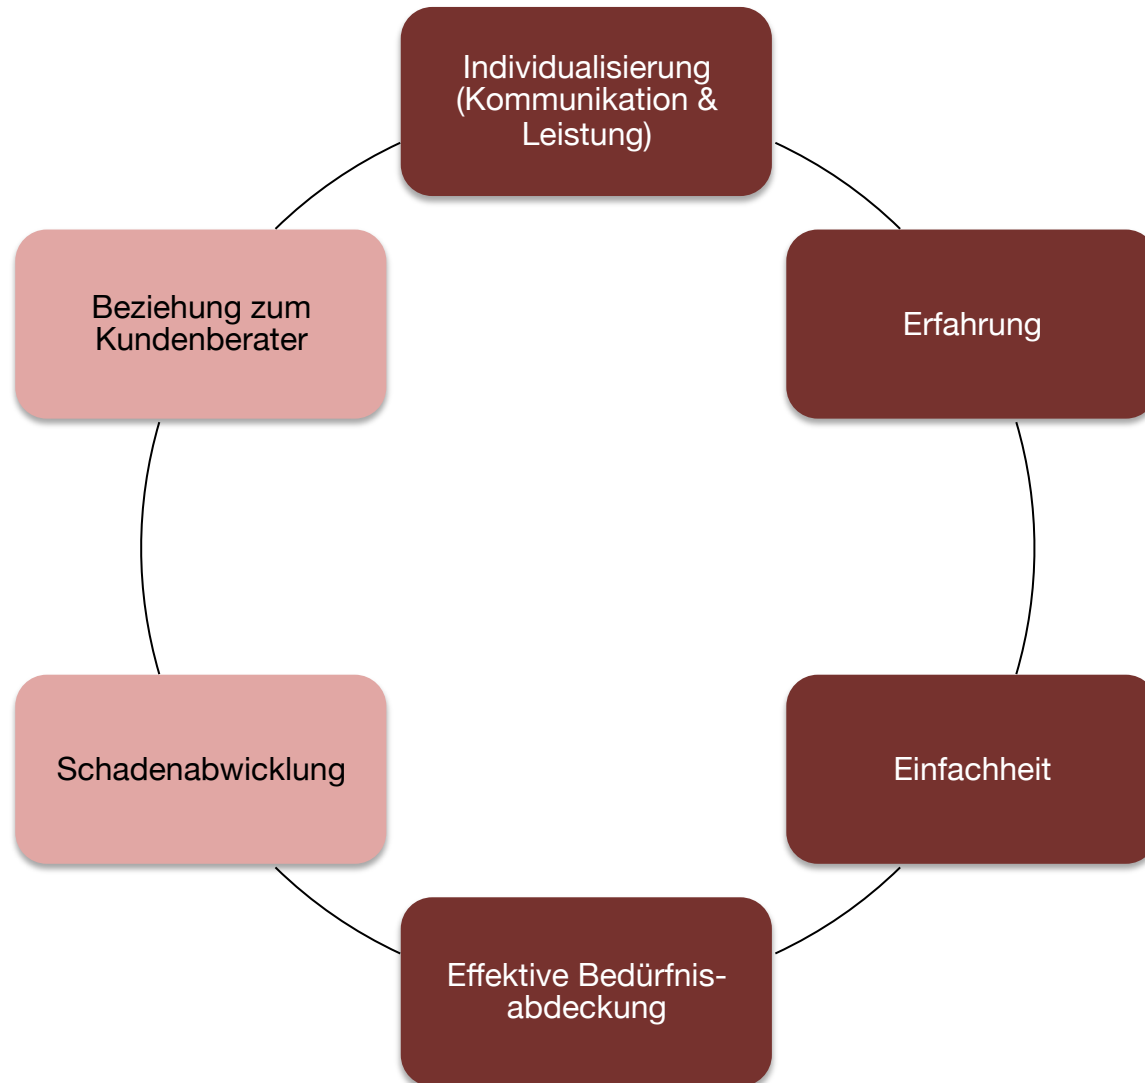 Individualisierung
(Kommunikation &
Leistung)
Beziehung zum
Kundenberater
Erfahrung
Schadenabwicklung
Einfachheit
Effektive Bedürfnis-
abdeckung